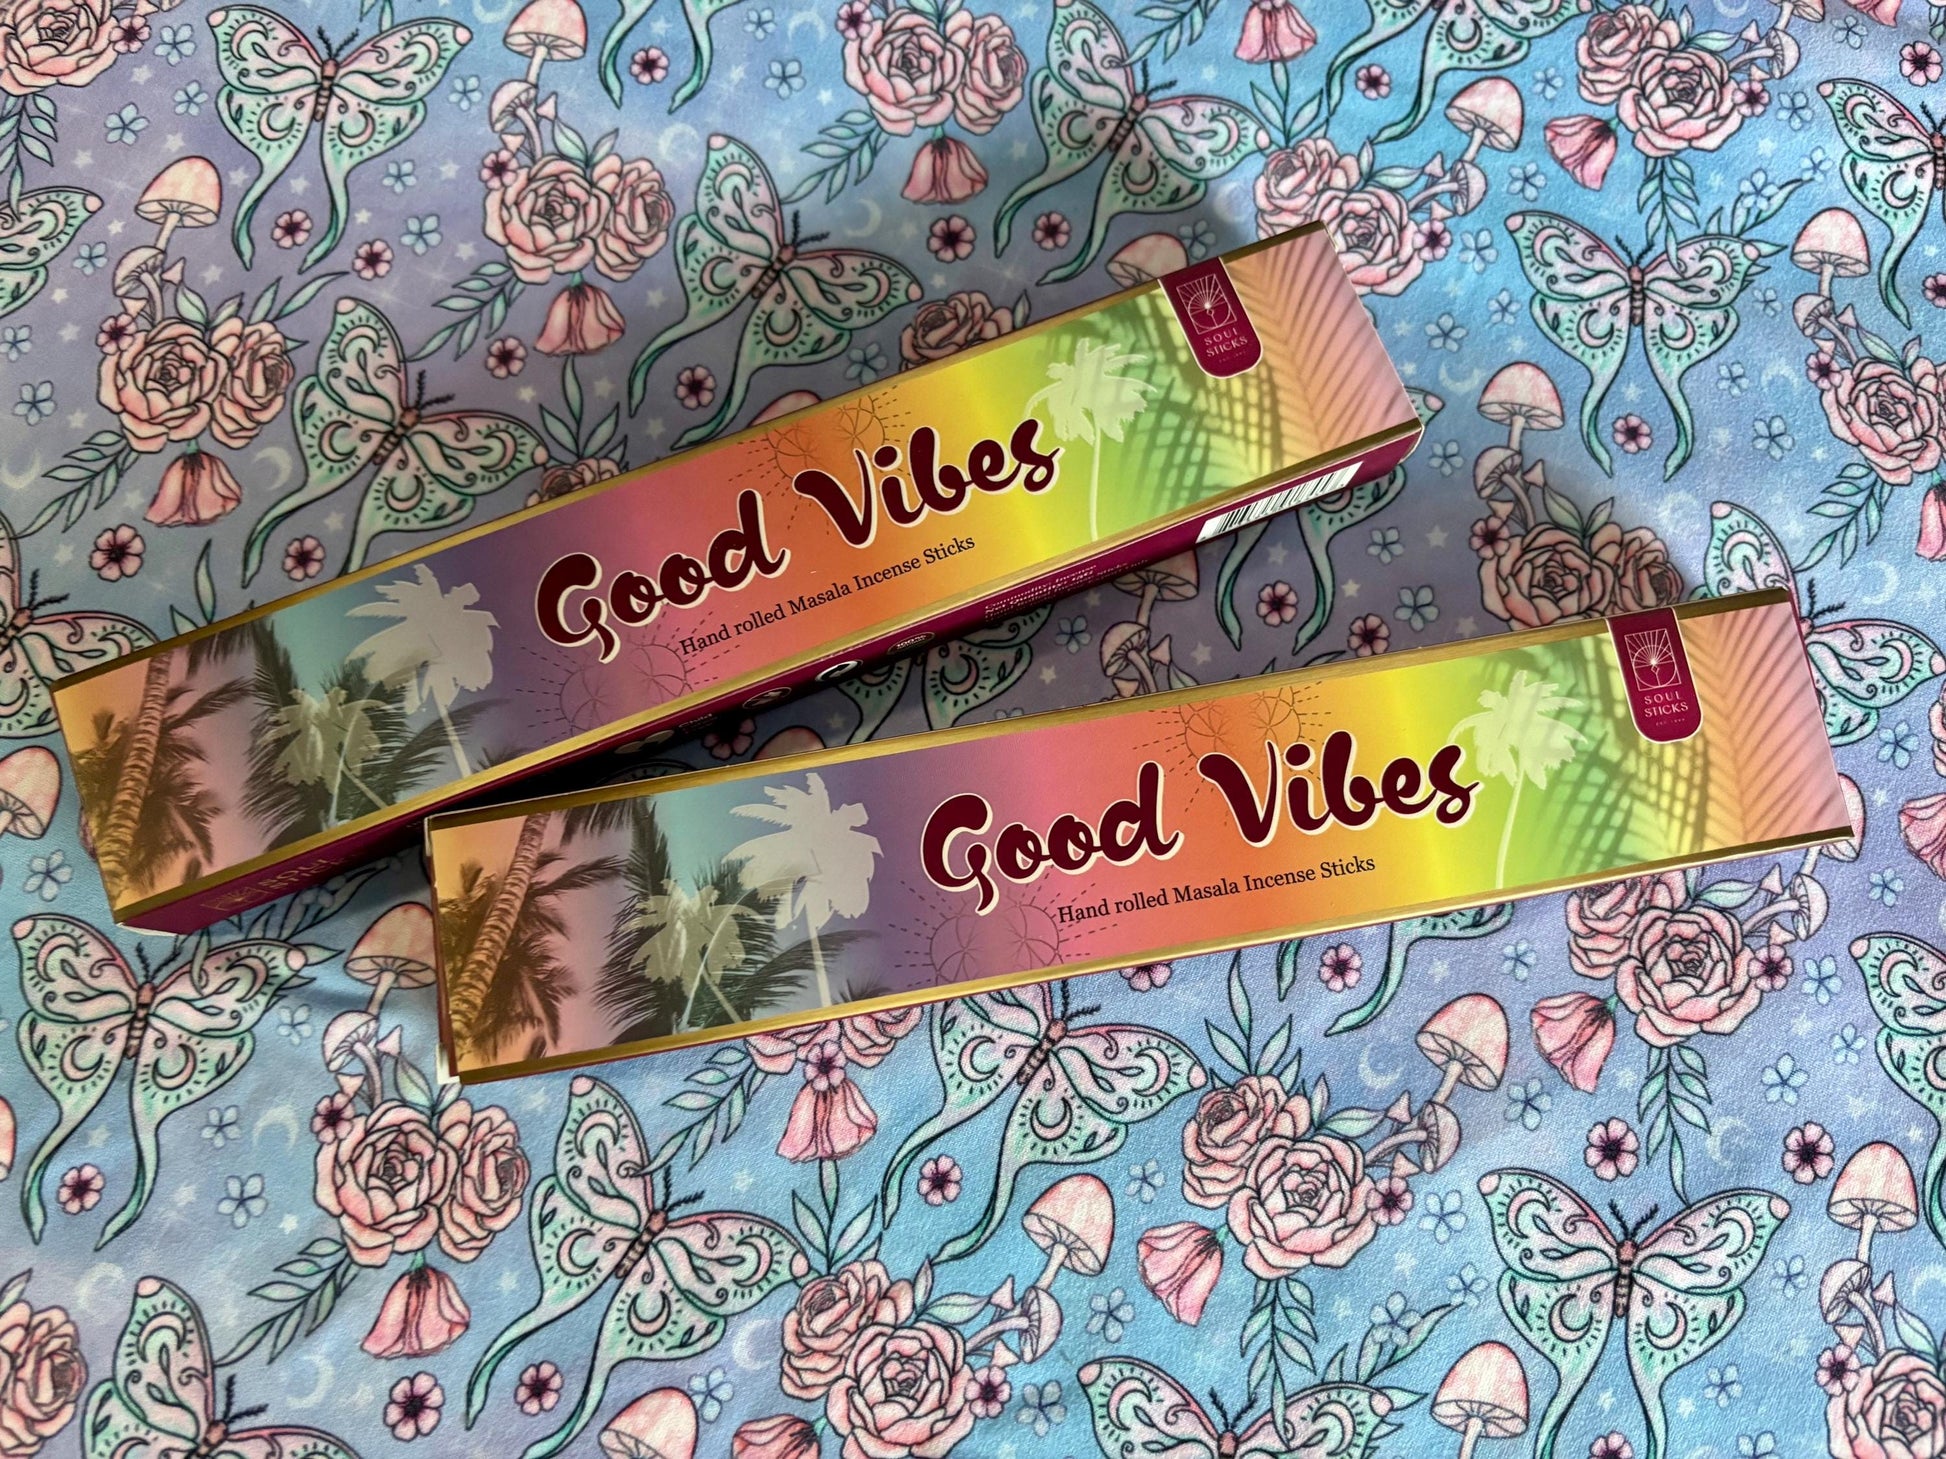 SOUL
STICKS
Good Vibes
Hand rolled Masala Incense Sticks
SOUL
STICKS
Good Vibes
Hand rolled Masala Incense Sticks